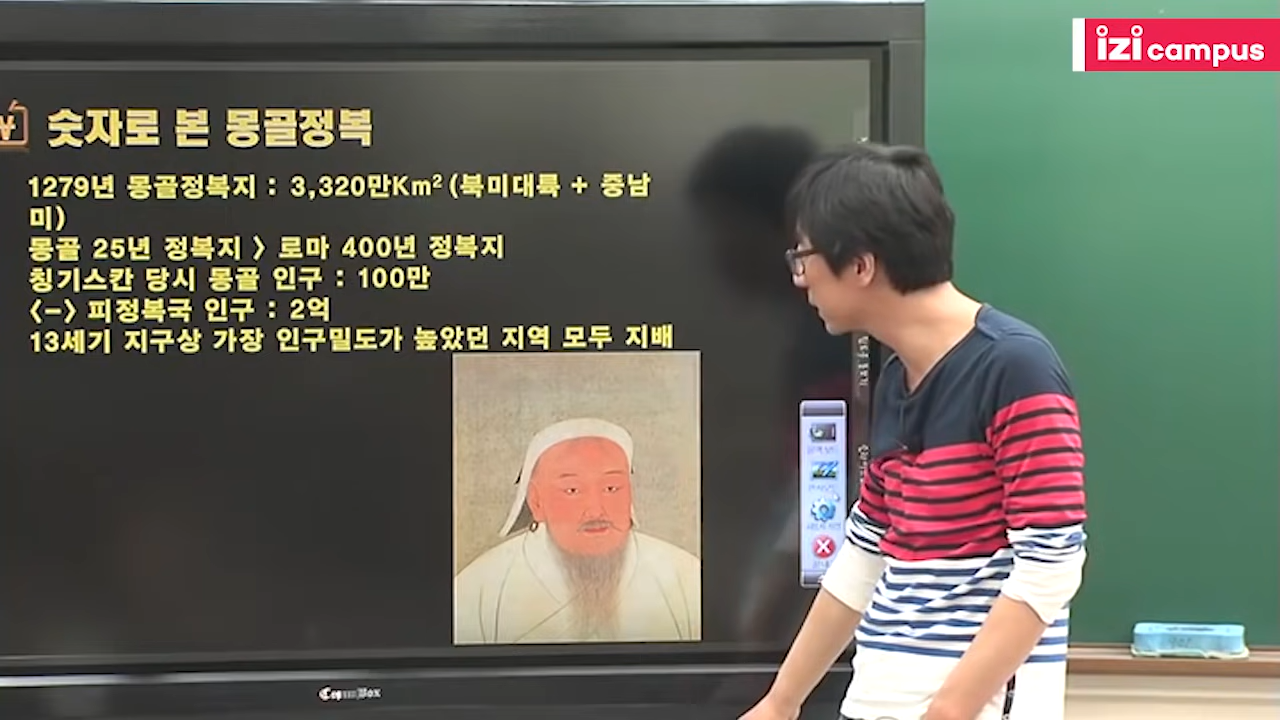 izi campus
숫자로 본 몽골정복
1279년 몽골정복지 : 3,320만Km² (북미대륙 + 중남
미)
몽골 25년 정복지 > 로마 400년 정복지
칭기스칸 당시 몽골 인구 : 100만
<-> 피정복국 인구 : 2억
13세기 지구상 가장 인구밀도가 높았던 지역 모두 지배